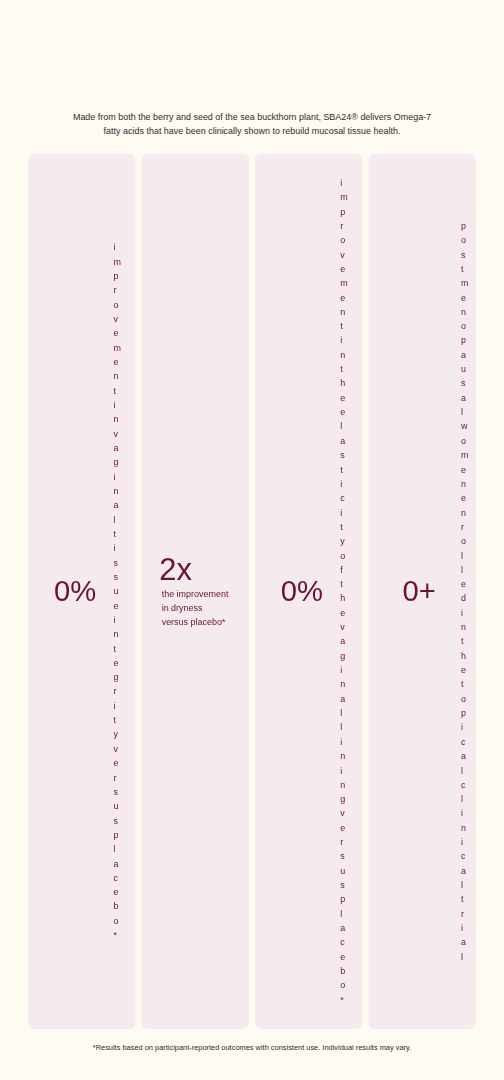 Made from both the berry and seed of the sea buckthorn plant, SBA24® delivers Omega-7
fatty acids that have been clinically shown to rebuild mucosal tissue health.
0%
improvement in vaginal tissue integrity versus placebo*
2x
the improvement
in dryness
versus placebo*
0%
improvement in the elasticity of the vaginal lining versus placebo*
0+
postmenopausal women enrolled in the topical clinical trial
*Results based on participant-reported outcomes with consistent use. Individual results may vary.